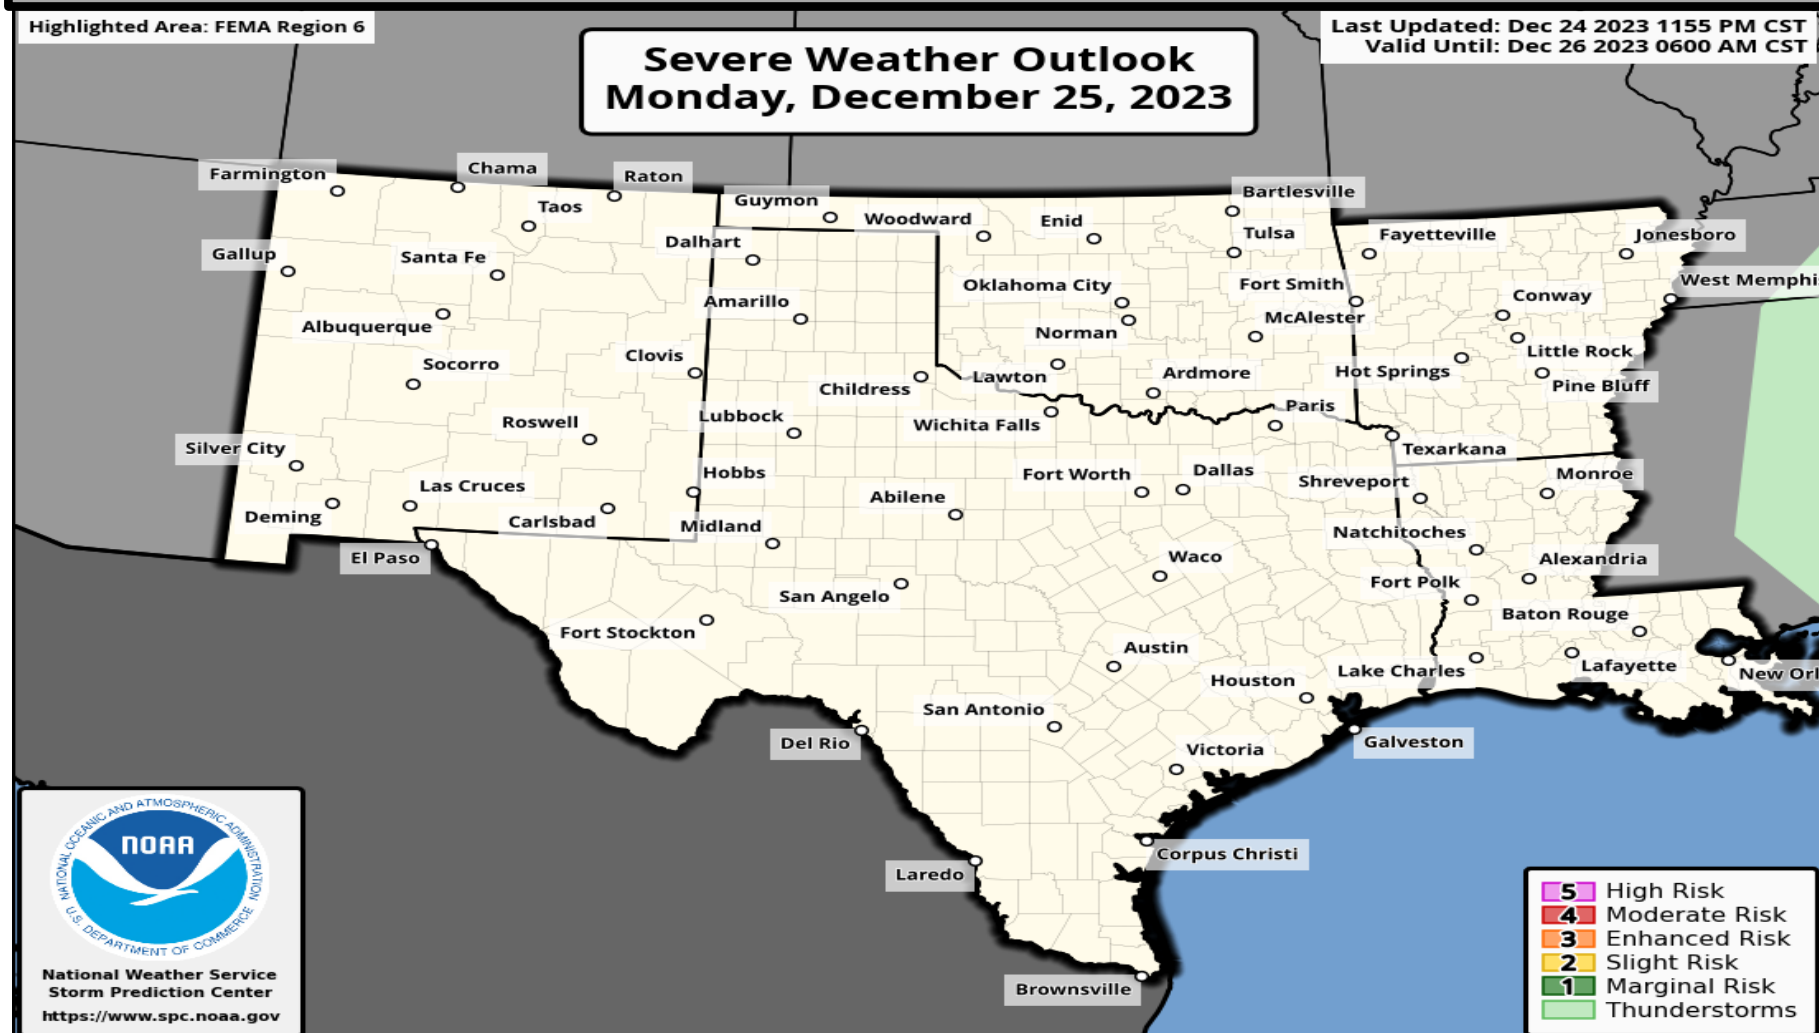 Highlighted Area: FEMA Region 6
Severe Weather Outlook
Monday, December 25, 2023
Last Updated: Dec 24 2023 1155 PM CST
Valid Until: Dec 26 2023 0600 AM CST
Farmington
Chama
Raton
Taos
Guymon
Woodward
Enid
Bartlesville
Gallup
Santa Fe
Dalhart
Tulsa
Fayetteville
Jonesboro
Albuquerque
Amarillo
Oklahoma City
Fort Smith
Conway
West Memphi
Norman
McAlester
Socorro
Clovis
Childress
Lawton
Ardmore
Hot Springs
Little Rock
Pine Bluff
Roswell
Lubbock
Wichita Falls
Paris
Texarkana
Silver City
Las Cruces
Hobbs
Abilene
Fort Worth
Dallas
Shreveport
Monroe
Deming
Carlsbad
Midland
Natchitoches
Alexandria
El Paso
San Angelo
Waco
Fort Polk
Baton Rouge
Fort Stockton
Austin
Houston
Lake Charles
Lafayette
New Orl
San Antonio
Del Rio
Victoria
Galveston
Laredo
Corpus Christi
Brownsville
NATIONAL OCEANIC AND ATMOSPHERIC ADMINISTRATION
NOAA
U.S. DEPARTMENT OF COMMERCE
National Weather Service
Storm Prediction Center
https://www.spc.noaa.gov
5 High Risk
4 Moderate Risk
3 Enhanced Risk
2 Slight Risk
1 Marginal Risk
Thunderstorms